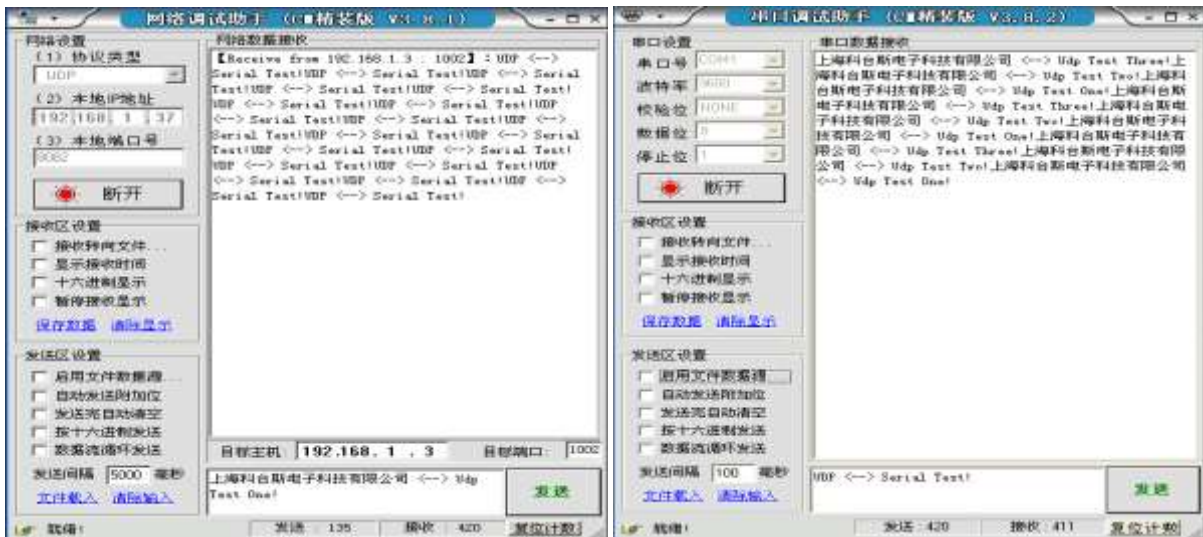 网络调试助手 (C■精装版 V3.8.1)
网络设置
(1) 协议类型
UDP
(2) 本地IP地址
192 168 1 37
(3) 本地端口号
8082
断开
接收区设置
接收转向文件...
显示接收时间
十六进制显示
暂停接收显示
保存数据 清除显示
发送区设置
启用文件数据源...
自动发送附加位
发送完自动清空
按十六进制发送
数据流循环发送
发送间隔 5000 毫秒
文件载入 清除输入
网络数据接收
【Receive from 192.168.1.3 : 1002】:UDP <-->
Serial Test!UDP <--> Serial Test!UDP <--> Serial
Test!UDP <--> Serial Test!UDP <--> Serial Test!
UDP <--> Serial Test!UDP <--> Serial Test!UDP
<--> Serial Test!UDP <--> Serial Test!UDP <-->
Serial Test!UDP <--> Serial Test!UDP <--> Serial
Test!UDP <--> Serial Test!UDP <--> Serial Test!
UDP <--> Serial Test!UDP <--> Serial Test!UDP
<--> Serial Test!UDP <--> Serial Test!UDP <-->
Serial Test!UDP <--> Serial Test!
目标主机: 192.168. 1 . 3 目标端口: 1002
上海科台斯电子科技有限公司 <--> Udp
Test One!
发送
就绪! 发送 : 135 接收 : 420 复位计数
串口调试助手 (C■精装版 V3.8.2)
串口设置
串口号 COM1
波特率 9600
校验位 NONE
数据位 8
停止位 1
断开
接收区设置
接收转向文件...
显示接收时间
十六进制显示
暂停接收显示
保存数据 清除显示
发送区设置
启用文件数据源...
自动发送附加位
发送完自动清空
按十六进制发送
数据流循环发送
发送间隔 100 毫秒
文件载入 清除输入
串口数据接收
上海科台斯电子科技有限公司 <--> Udp Test Three!上
海科台斯电子科技有限公司 <--> Udp Test Two!上海科
台斯电子科技有限公司 <--> Udp Test One!上海科台斯
电子科技有限公司 <--> Udp Test Three!上海科台斯电
子科技有限公司 <--> Udp Test Two!上海科台斯电子科
技有限公司 <--> Udp Test One!上海科台斯电子科技有
限公司 <--> Udp Test Three!上海科台斯电子科技有限
公司 <--> Udp Test Two!上海科台斯电子科技有限公司
<--> Udp Test One!
UDP <--> Serial Test!
发送
就绪! 发送 : 420 接收 : 411 复位计数